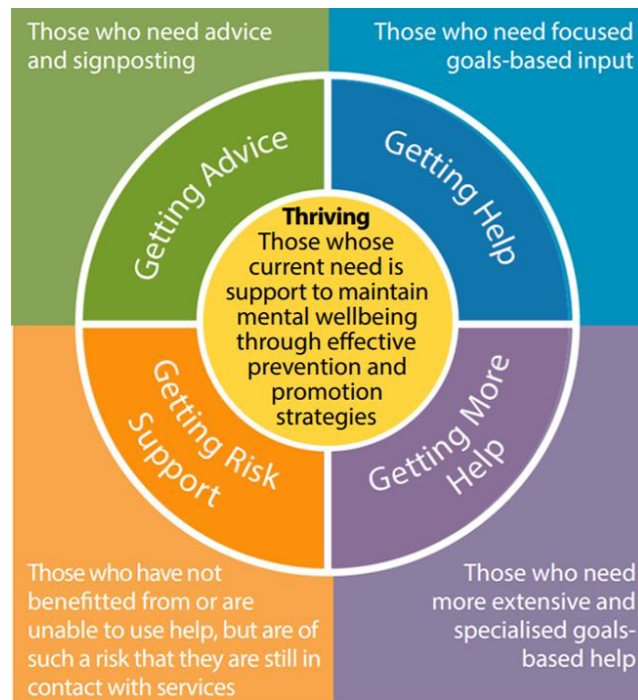 Those who need advice
and signposting
Those who need focused
goals-based input
Getting Advice
Getting Help
Thriving
Those whose
current need is
support to maintain
mental wellbeing
through effective
prevention and
promotion
strategies
Getting Risk
Support
Getting More
Help
Those who have not
benefitted from or are
unable to use help, but are of
such a risk that they are still in
contact with services
Those who need
more extensive and
specialised goals-
based help